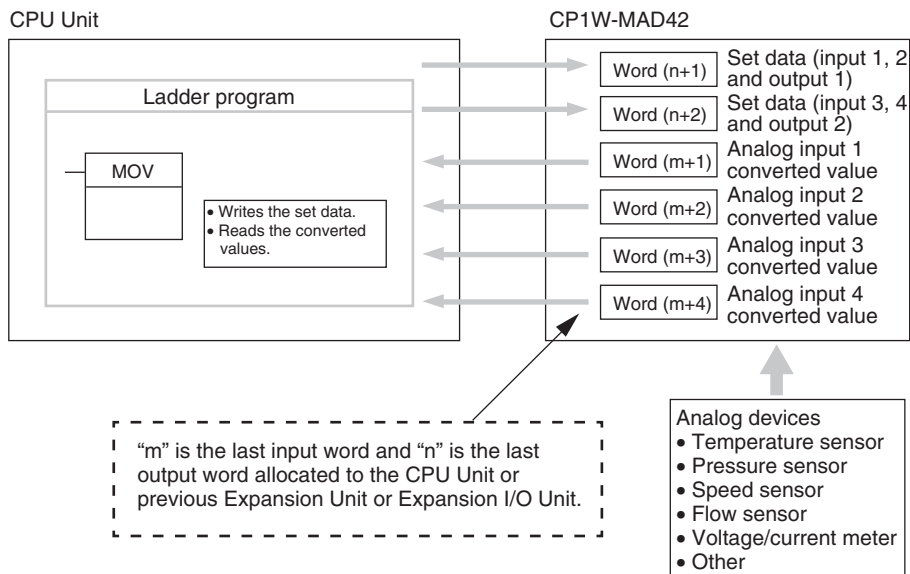 CPU Unit
CP1W-MAD42
Ladder program
MOV
• Writes the set data.
• Reads the converted
values.
Word (n+1)
Set data (input 1, 2
and output 1)
Word (n+2)
Set data (input 3, 4
and output 2)
Word (m+1)
Analog input 1
converted value
Word (m+2)
Analog input 2
converted value
Word (m+3)
Analog input 3
converted value
Word (m+4)
Analog input 4
converted value
“m” is the last input word and “n” is the last
output word allocated to the CPU Unit or
previous Expansion Unit or Expansion I/O Unit.
Analog devices
• Temperature sensor
• Pressure sensor
• Speed sensor
• Flow sensor
• Voltage/current meter
• Other